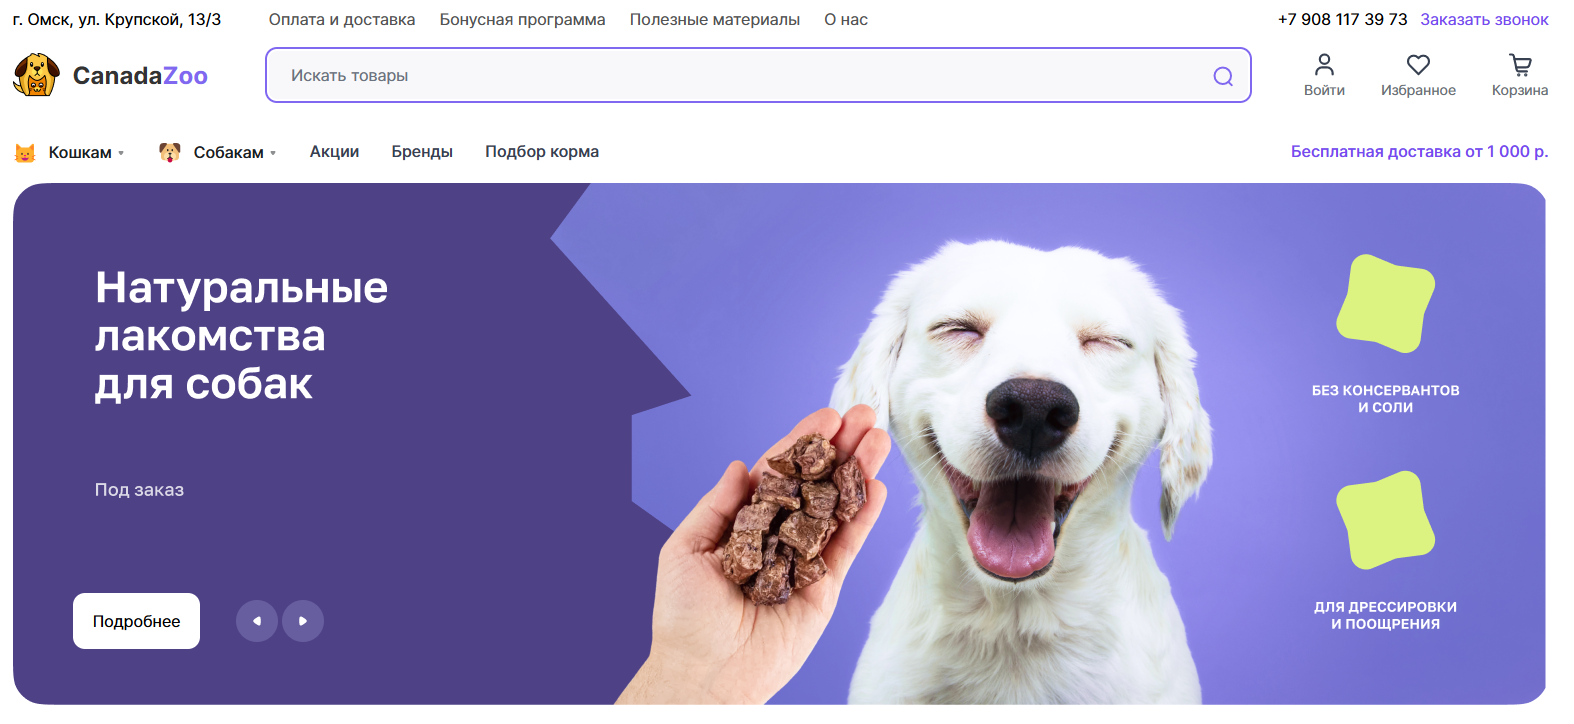 г. Омск, ул. Крупской, 13/3
Оплата и доставка
Бонусная программа
Полезные материалы
О нас
+7 908 117 39 73
Заказать звонок
CanadaZoo
Искать товары
Войти
Избранное
Корзина
Кошкам
Собакам
Акции
Бренды
Подбор корма
Бесплатная доставка от 1 000 р.
Натуральные
лакомства
для собак
Под заказ
Подробнее
БЕЗ КОНСЕРВАНТОВ
И СОЛИ
ДЛЯ ДРЕССИРОВКИ
И ПООЩРЕНИЯ